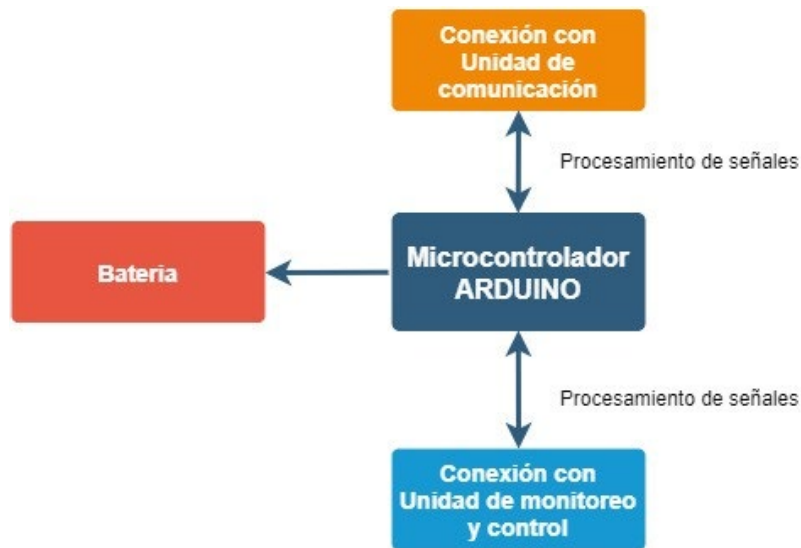 Conexión con
Unidad de
comunicación
Procesamiento de señales
Bateria
Microcontrolador
ARDUINO
Procesamiento de señales
Conexión con
Unidad de monitoreo
y control